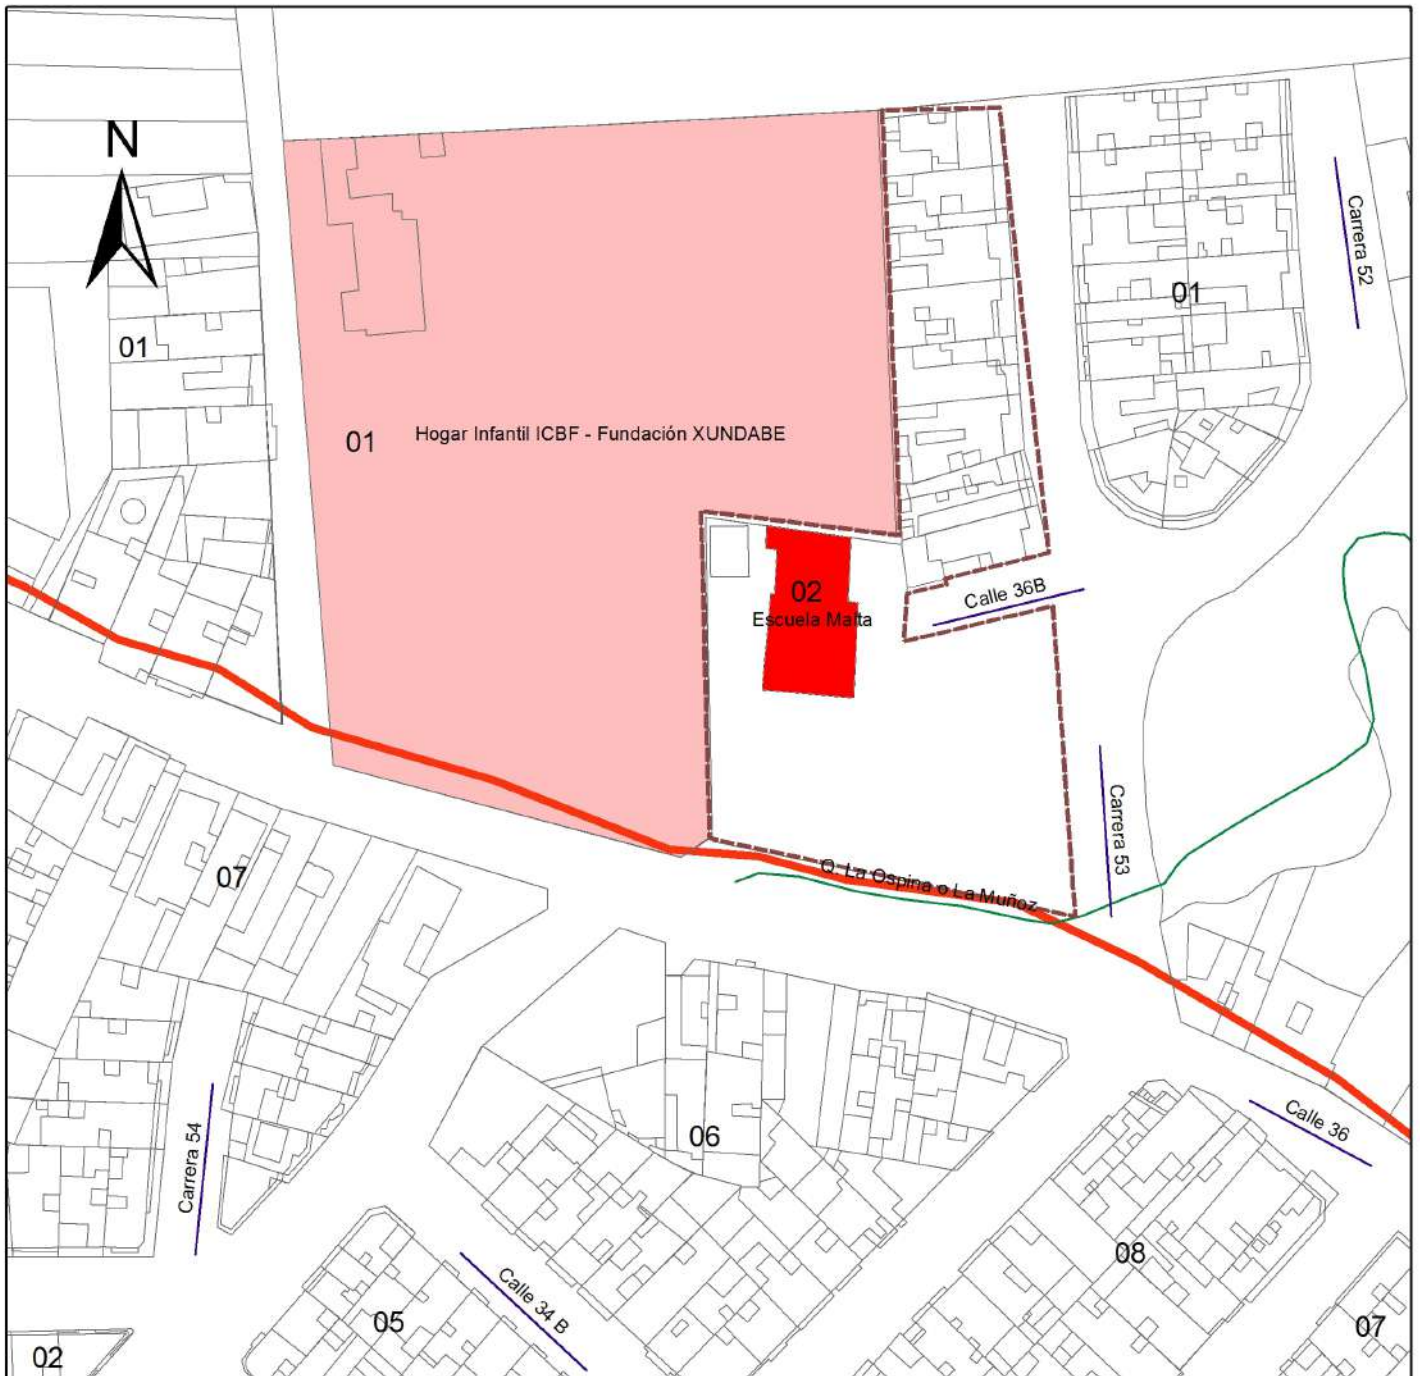 N
Carrera 52
01
01
01
Hogar Infantil ICBF - Fundación XUNDABE
02
Escuela Malta
Calle 36B
Carrera 53
Q. La Ospina o La Muñoz
07
Calle 36
06
Carrera 54
08
Calle 34 B
05
07
02